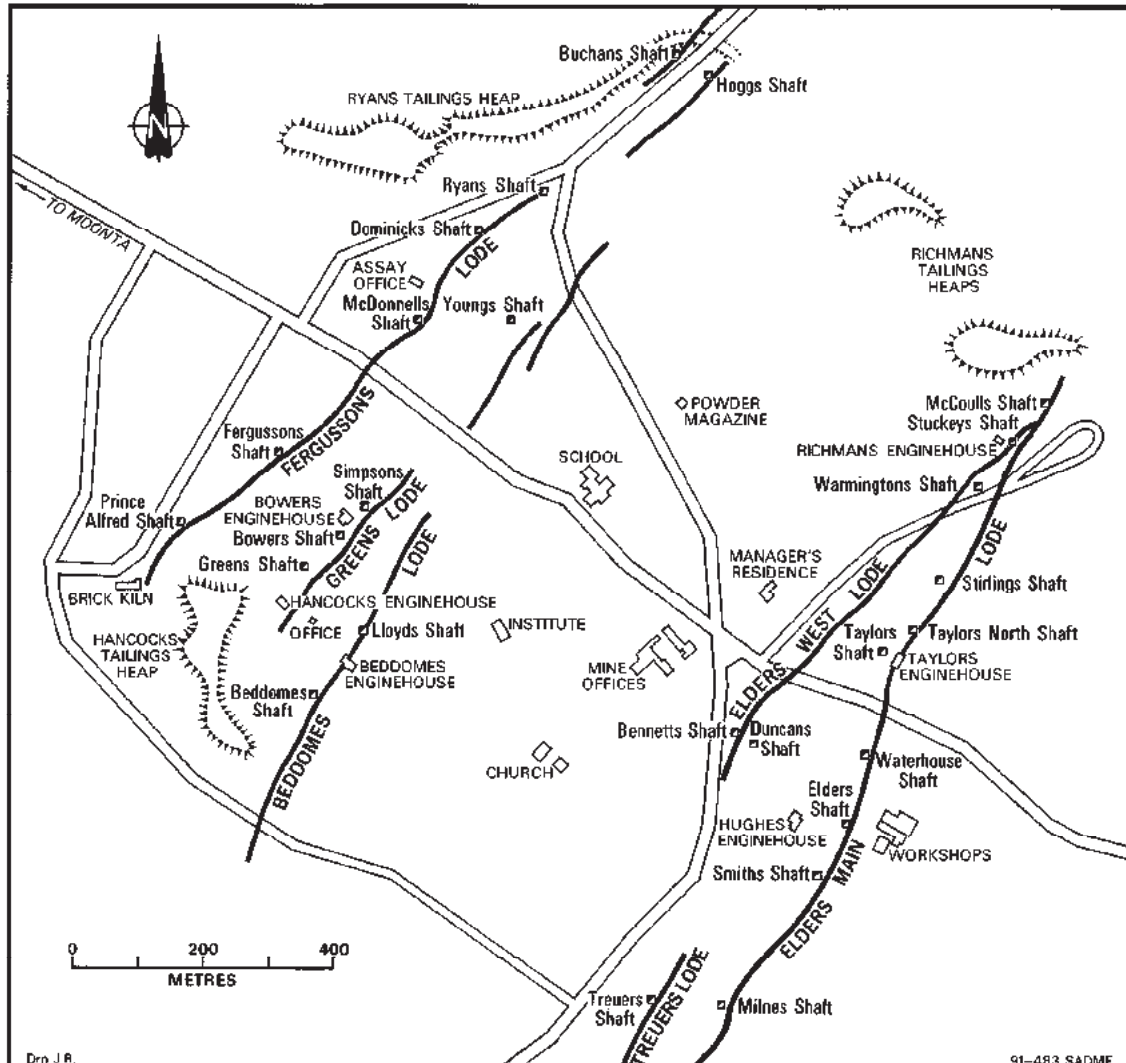 Buchans Shaft
Hoggs Shaft
RYANS TAILINGS HEAP
N
Ryans Shaft
TO MOONTA
Dominicks Shaft
LODE
ASSAY
OFFICE
RICHMANS
TAILINGS
HEAPS
McDonnells
Shaft
Youngs Shaft
POWDER
MAGAZINE
McCoulls Shaft
Stuckeys Shaft
RICHMANS ENGINEHOUSE
Fergussons
Shaft
FERGUSSONS
SCHOOL
Simpsons
Shaft
Warmingtons Shaft
Prince
Alfred Shaft
BOWERS
ENGINEHOUSE
Bowers Shaft
GREENS LODE
LODE
LODE
Greens Shaft
MANAGER'S
RESIDENCE
Stirlings Shaft
BRICK KILN
HANCOCKS ENGINEHOUSE
OFFICE
Lloyds Shaft
INSTITUTE
ELDERS WEST LODE
Taylors
Shaft
Taylors North Shaft
HANCOCKS
TAILINGS
HEAP
BEDDOMES
ENGINEHOUSE
MINE
OFFICES
TAYLORS
ENGINEHOUSE
Beddomes
Shaft
BEDDOMES
Bennetts Shaft
Duncans
Shaft
CHURCH
Waterhouse
Shaft
Elders
Shaft
HUGHES
ENGINEHOUSE
WORKSHOPS
Smiths Shaft
ELDERS MAIN
0 200 400
METRES
Treuers
Shaft
TREUERS LODE
Milnes Shaft
Drn J.R.
91-483 SADME